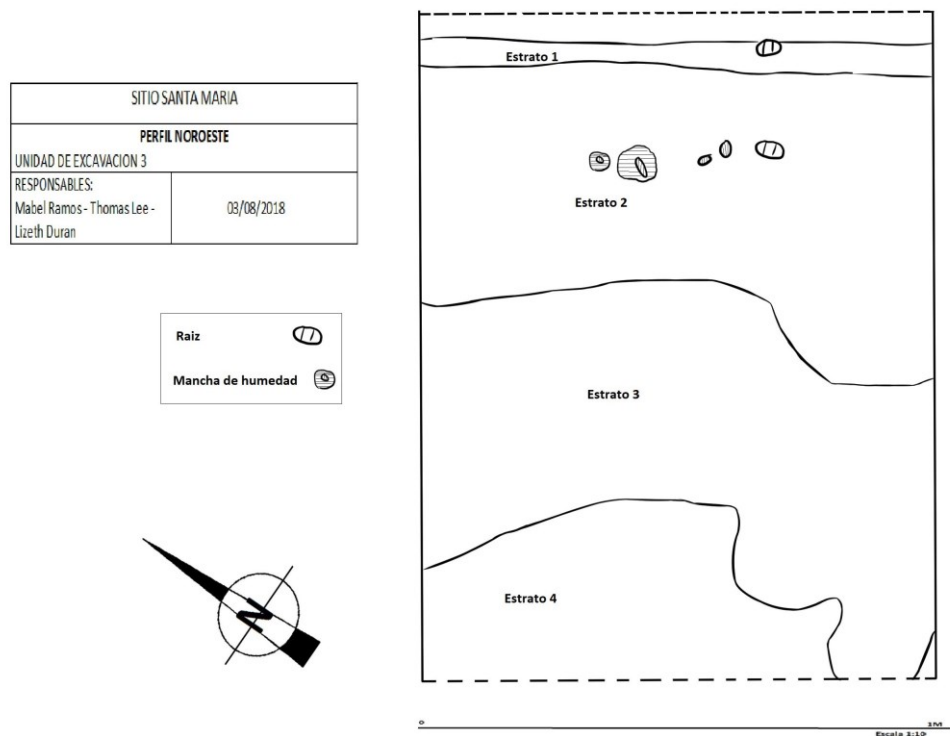 SITIO SANTA MARIA
PERFIL NOROESTE
UNIDAD DE EXCAVACION 3
RESPONSABLES:
Mabel Ramos - Thomas Lee -
Lizeth Duran
03/08/2018
Raiz
Mancha de humedad
N
Estrato 1
Estrato 2
Estrato 3
Estrato 4
0
1M
Escala 1:10